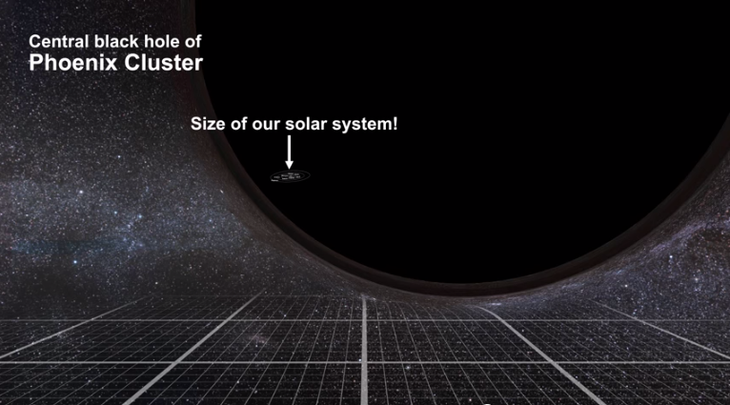 Central black hole of
Phoenix Cluster
Size of our solar system!